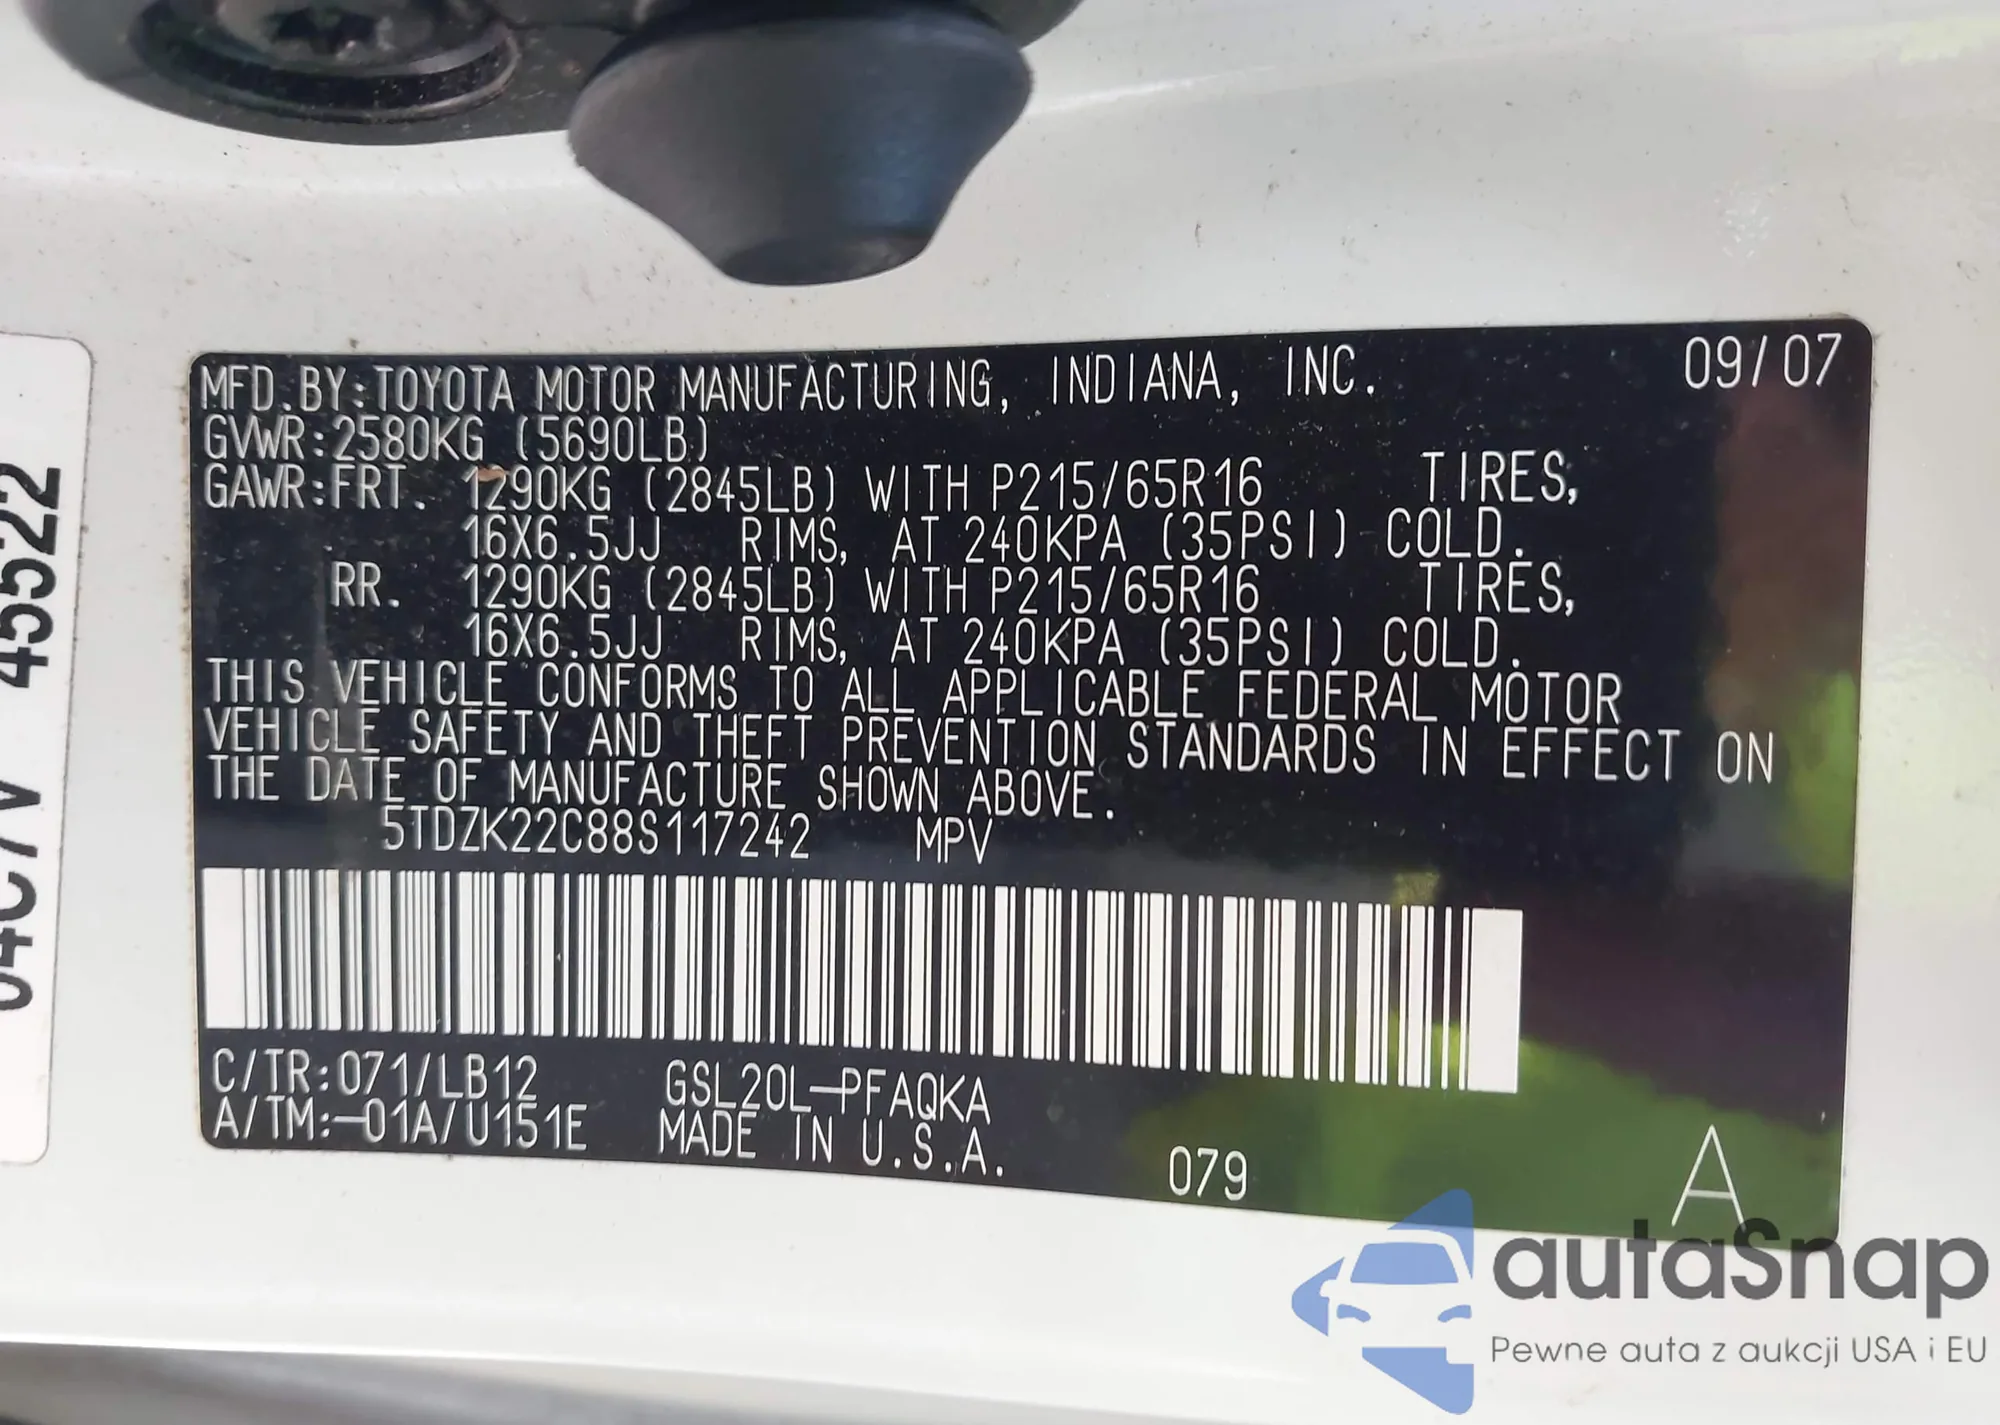 MFD.BY:TOYOTA MOTOR MANUFACTURING, INDIANA, INC. 09/07
GVWR:2580KG (5690LB)
GAWR:FRT. 1290KG (2845LB) WITH P215/65R16 TIRES,
16X6.5JJ RIMS, AT 240KPA (35PSI) COLD.
RR. 1290KG (2845LB) WITH P215/65R16 TIRES,
16X6.5JJ RIMS, AT 240KPA (35PSI) COLD.
THIS VEHICLE CONFORMS TO ALL APPLICABLE FEDERAL MOTOR
VEHICLE SAFETY AND THEFT PREVENTION STANDARDS IN EFFECT ON
THE DATE OF MANUFACTURE SHOWN ABOVE.
5TDZK22C88S117242 MPV
C/TR:071/LB12 GSL20L-PFAQKA
A/TM:-01A/U151E MADE IN U.S.A. 079 A
45522
autoSnap
Pewne auta z aukcji USA i EU